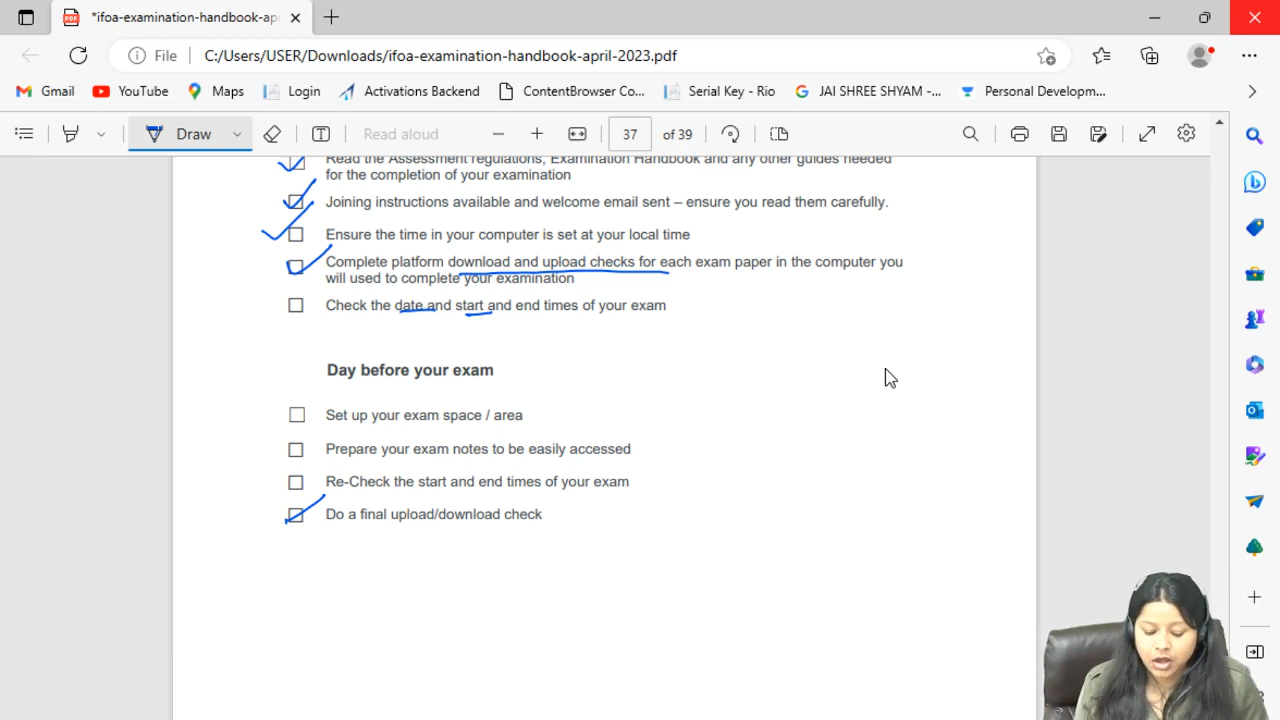 *ifoa-examination-handbook-ap
File
C:/Users/USER/Downloads/ifoa-examination-handbook-april-2023.pdf
Gmail
YouTube
Maps
Login
Activations Backend
ContentBrowser Co...
Serial Key - Rio
JAI SHREE SHYAM -...
Personal Developm...
Draw
Read aloud
37
of 39
Read the Assessment regulations, Examination Handbook and any other guides needed
for the completion of your examination
Joining instructions available and welcome email sent – ensure you read them carefully.
Ensure the time in your computer is set at your local time
Complete platform download and upload checks for each exam paper in the computer you
will used to complete your examination
Check the date and start and end times of your exam
Day before your exam
Set up your exam space / area
Prepare your exam notes to be easily accessed
Re-Check the start and end times of your exam
Do a final upload/download check